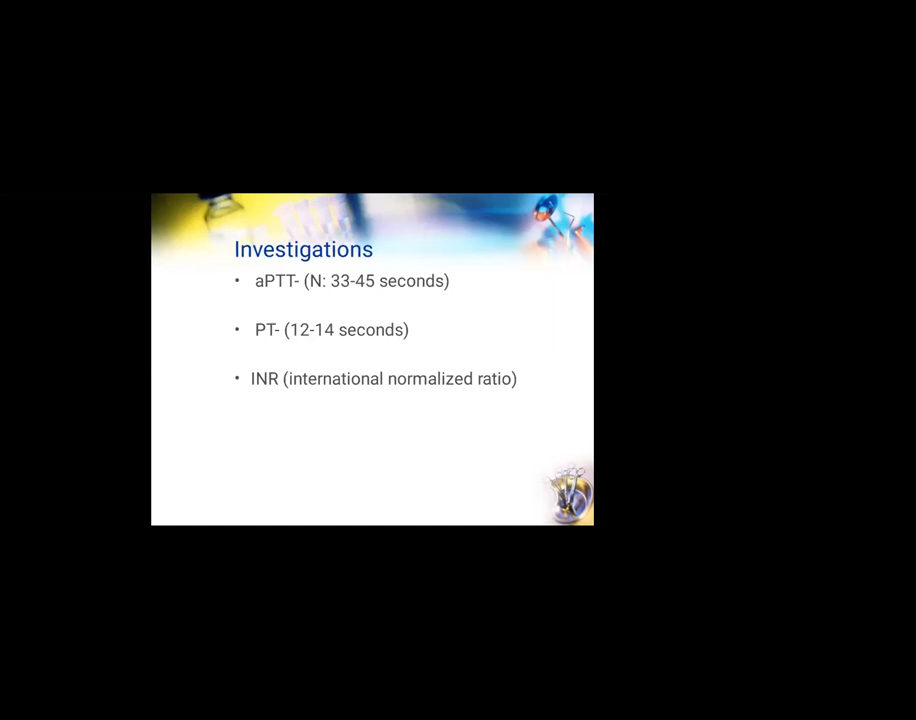 Investigations
• aPTT- (N: 33-45 seconds)
• PT- (12-14 seconds)
• INR (international normalized ratio)